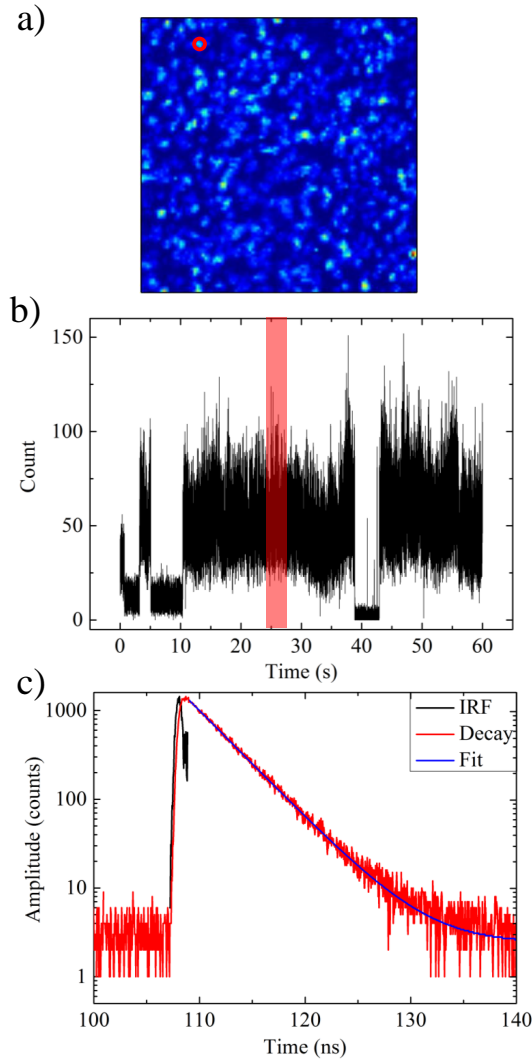 a)
b)
150
100
50
0
Count
0 10 20 30 40 50 60
Time (s)
c)
1000
100
10
1
Amplitude (counts)
IRF
Decay
Fit
100 110 120 130 140
Time (ns)